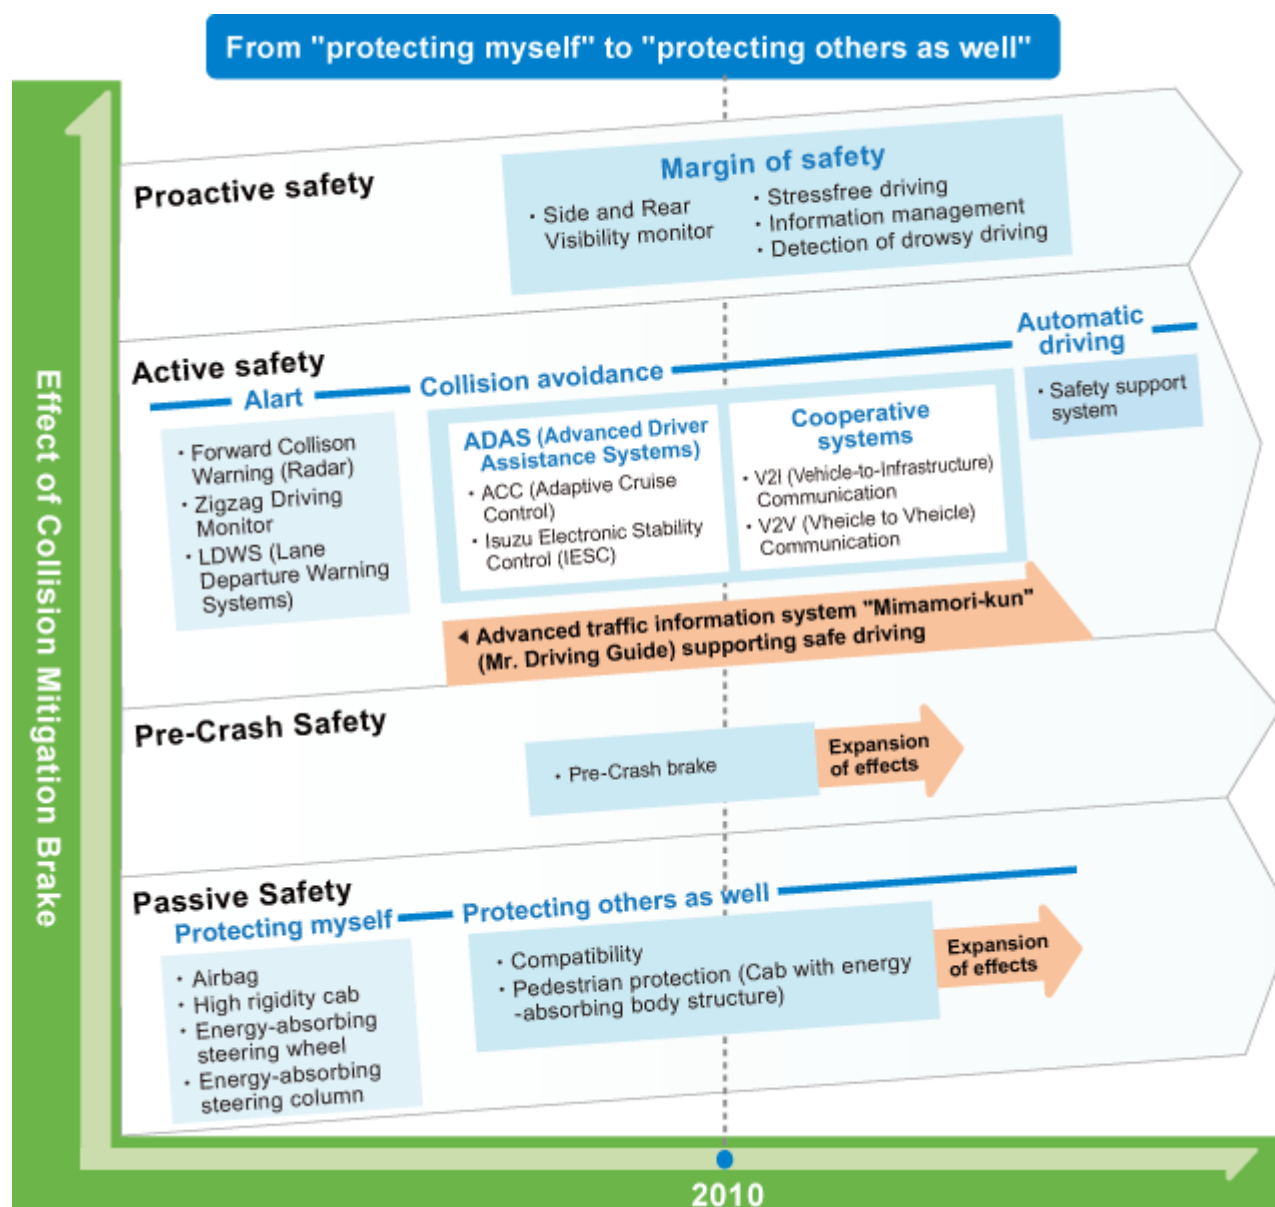 From "protecting myself" to "protecting others as well"
Effect of Collision Mitigation Brake
Proactive safety
Margin of safety
・Side and Rear
Visibility monitor
・Stressfree driving
・Information management
・Detection of drowsy driving
Active safety
Alart
・Forward Collison
Warning (Radar)
・Zigzag Driving
Monitor
・LDWS (Lane
Departure Warning
Systems)
Collision avoidance
ADAS (Advanced Driver
Assistance Systems)
・ACC (Adaptive Cruise
Control)
・Isuzu Electronic Stability
Control (IESC)
Cooperative
systems
・V2I (Vehicle-to-Infrastructure)
Communication
・V2V (Vheicle to Vheicle)
Communication
Automatic
driving
・Safety support
system
Advanced traffic information system "Mimamori-kun"
(Mr. Driving Guide) supporting safe driving
Pre-Crash Safety
・Pre-Crash brake
Expansion
of effects
Passive Safety
Protecting myself
・Airbag
・High rigidity cab
・Energy-absorbing
steering wheel
・Energy-absorbing
steering column
Protecting others as well
・Compatibility
・Pedestrian protection (Cab with energy
-absorbing body structure)
Expansion
of effects
2010